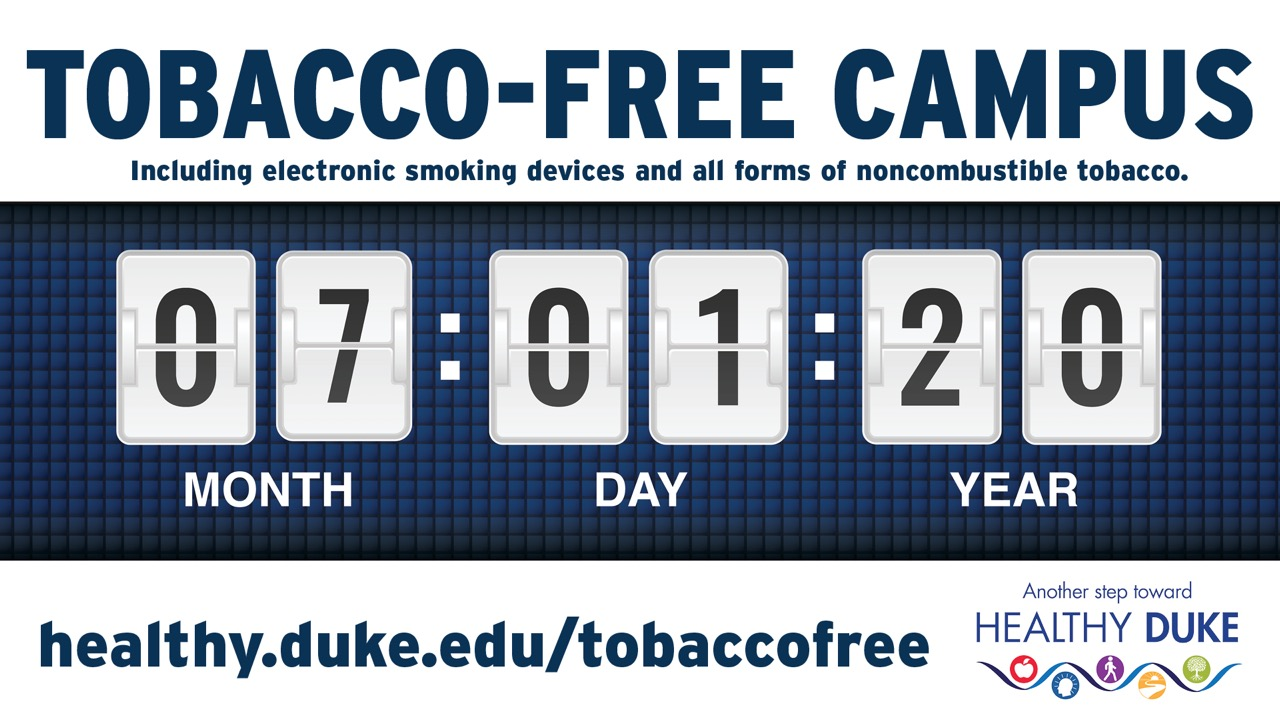 TOBACCO-FREE CAMPUS
Including electronic smoking devices and all forms of noncombustible tobacco.
07:01:20
MONTH DAY YEAR
healthy.duke.edu/tobaccofree
Another step toward
HEALTHY DUKE